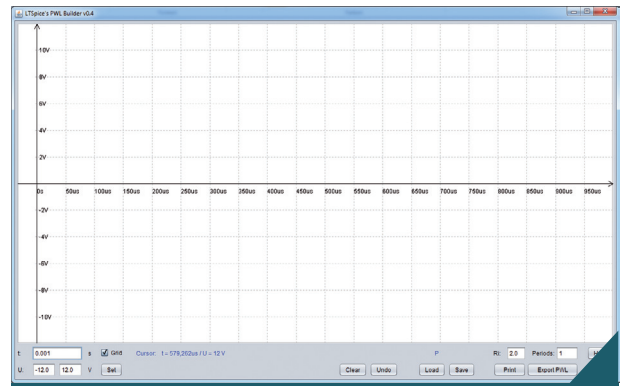 LTSpice's PWL Builder v0.4
10V
8V
6V
4V
2V
0s 50us 100us 150us 200us 250us 300us 350us 400us 450us 500us 550us 600us 650us 700us 750us 800us 850us 900us 950us
-2V
-4V
-6V
-8V
-10V
t: 0.001 s Grid Cursor: t = 579,262us / U = 12 V P Ri: 2.0 Periods: 1
U: -12.0 12.0 V Set Clear Undo Load Save Print Export PWL